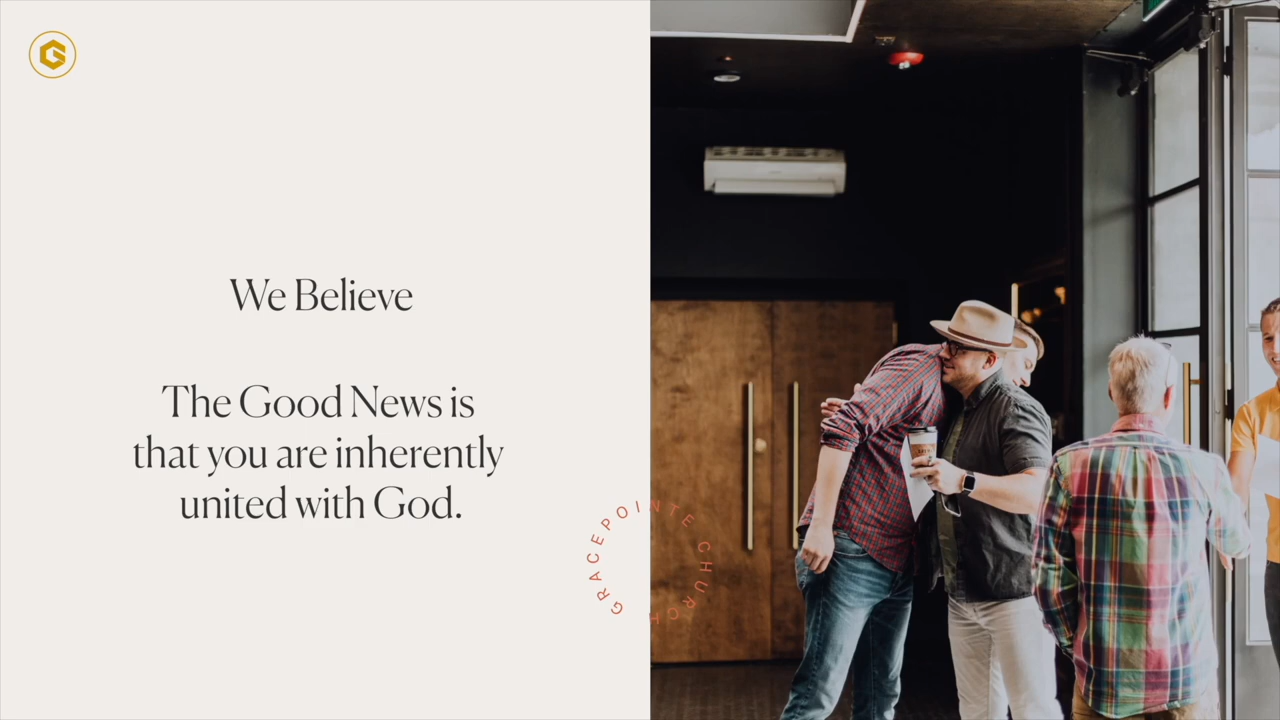 We Believe
The Good News is
that you are inherently
united with God.
GRACEPOINTE CHURCH